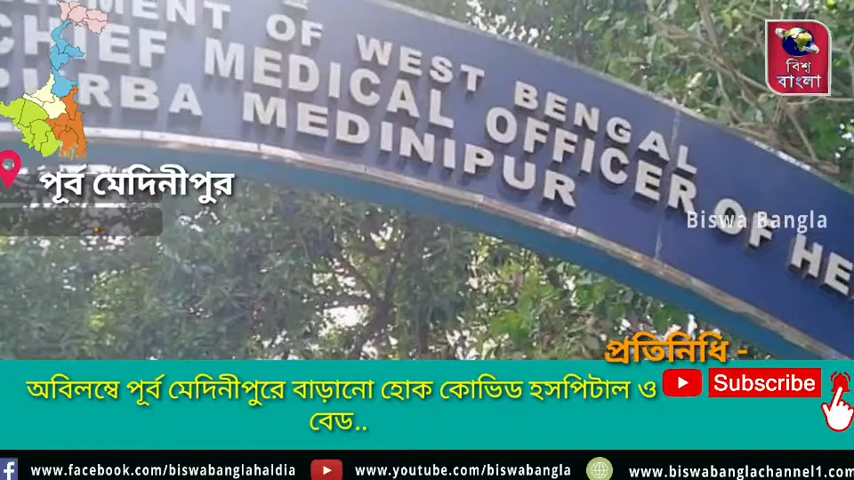 MENT OF WEST BENGAL
CHIEF MEDICAL OFFICER OF HE
PURBA MEDINIPUR
বিশ্ব
বাংলা
পূর্ব মেদিনীপুর
Biswa Bangla
প্রতিনিধি -
অবিলম্বে পূর্ব মেদিনীপুরে বাড়ানো হোক কোভিড হসপিটাল ও
বেড..
Subscribe
www.facebook.com/biswabanglahaldia
www.youtube.com/biswabangla
www.biswabanglachannel1.com